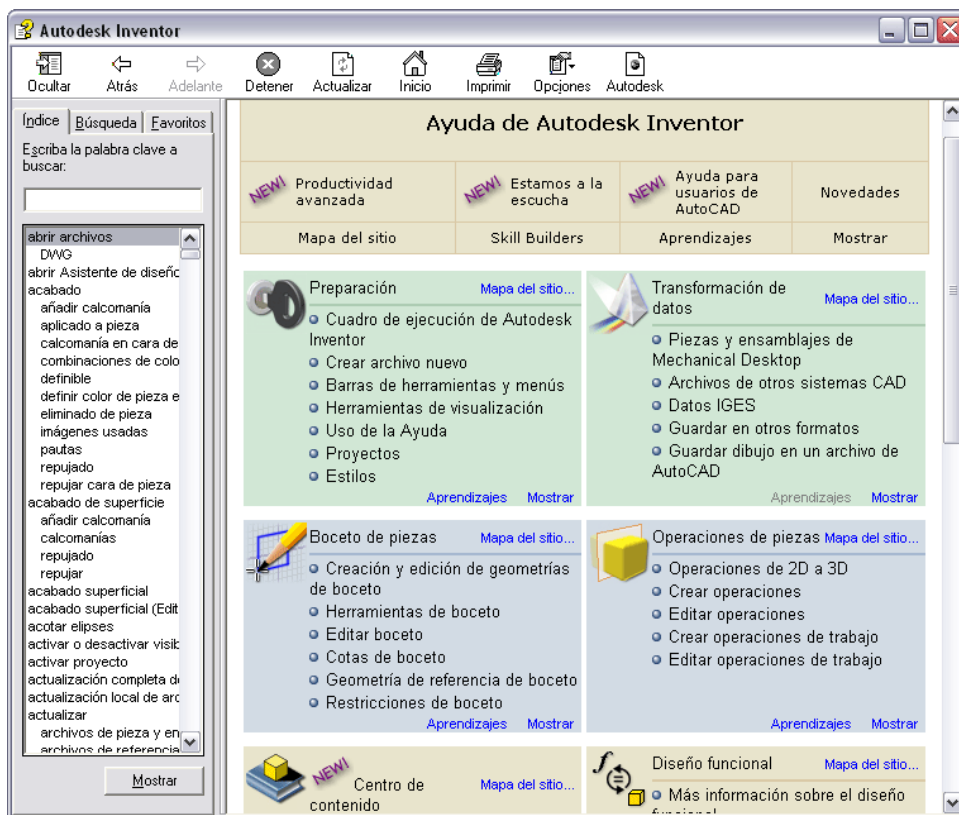 Autodesk Inventor
Ocultar Atrás Adelante Detener Actualizar Inicio Imprimir Opciones Autodesk
Índice Búsqueda Favoritos
Escriba la palabra clave a
buscar:
abrir archivos
DWG
abrir Asistente de diseño
acabado
añadir calcomanía
aplicado a pieza
calcomanía en cara de
combinaciones de colo
definible
definir color de pieza e
eliminado de pieza
imágenes usadas
pautas
repujado
repujar cara de pieza
acabado de superficie
añadir calcomanía
calcomanías
repujado
repujar
acabado superficial
acabado superficial (Edit
acotar elipses
activar o desactivar visib
activar proyecto
actualización completa de
actualización local de arc
actualizar
archivos de pieza y en
archivos de referencia
Mostrar
Ayuda de Autodesk Inventor
NEW! Productividad
avanzada
NEW! Estamos a la
escucha
NEW! Ayuda para
usuarios de
AutoCAD
Novedades
Mapa del sitio Skill Builders Aprendizajes Mostrar
Preparación Mapa del sitio...
Cuadro de ejecución de Autodesk
Inventor
Crear archivo nuevo
Barras de herramientas y menús
Herramientas de visualización
Uso de la Ayuda
Proyectos
Estilos
Aprendizajes Mostrar
Transformación de
datos Mapa del sitio...
Piezas y ensamblajes de
Mechanical Desktop
Archivos de otros sistemas CAD
Datos IGES
Guardar en otros formatos
Guardar dibujo en un archivo de
AutoCAD
Aprendizajes Mostrar
Boceto de piezas Mapa del sitio...
Creación y edición de geometrías
de boceto
Herramientas de boceto
Editar boceto
Cotas de boceto
Geometría de referencia de boceto
Restricciones de boceto
Aprendizajes Mostrar
Operaciones de piezas Mapa del sitio...
Operaciones de 2D a 3D
Crear operaciones
Editar operaciones
Crear operaciones de trabajo
Editar operaciones de trabajo
Aprendizajes Mostrar
NEW! Centro de
contenido Mapa del sitio...
Diseño funcional Mapa del sitio...
Más información sobre el diseño
funcional